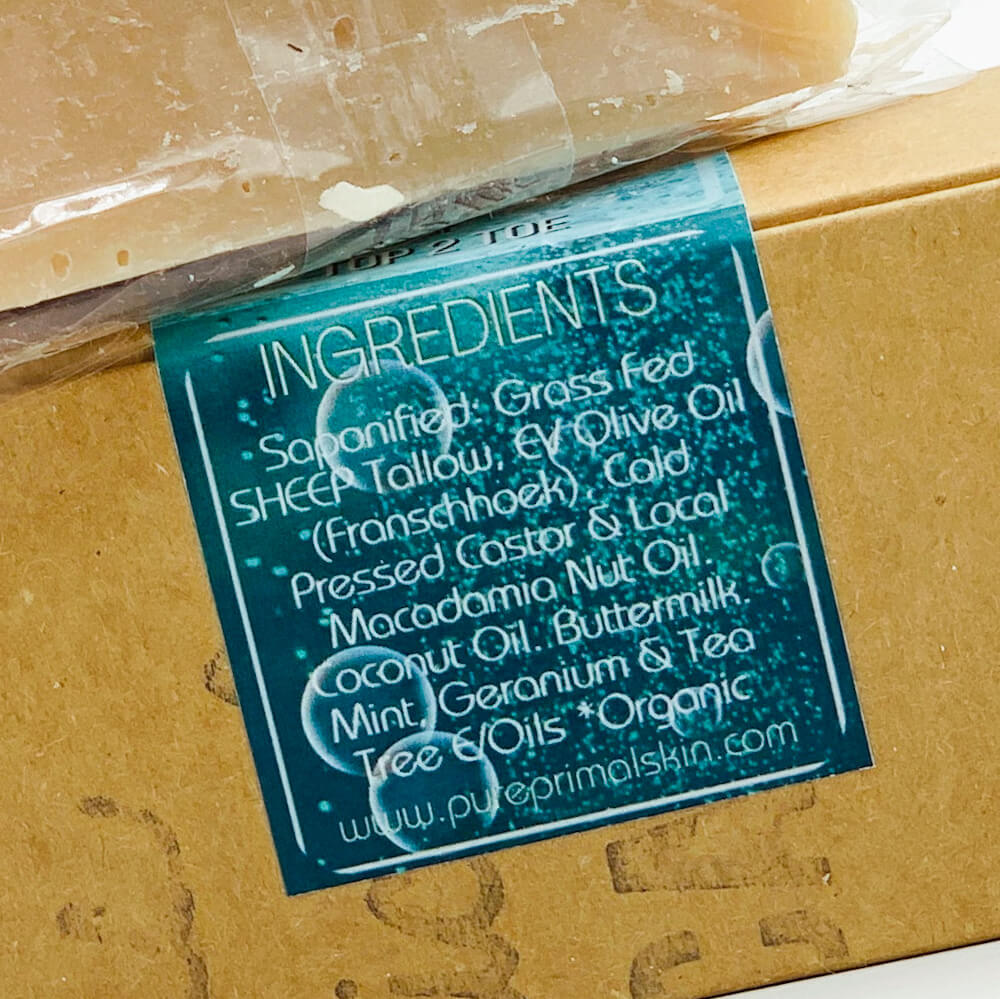 TOP 2 TOE
INGREDIENTS
Saponified: Grass Fed
SHEEP Tallow, EV Olive Oil
(Franschhoek), Cold
Pressed Castor & Local
Macadamia Nut Oil.
Coconut Oil. Buttermilk.
Mint, Geranium & Tea
Tree E/Oils *Organic
www.pureprimalskin.com